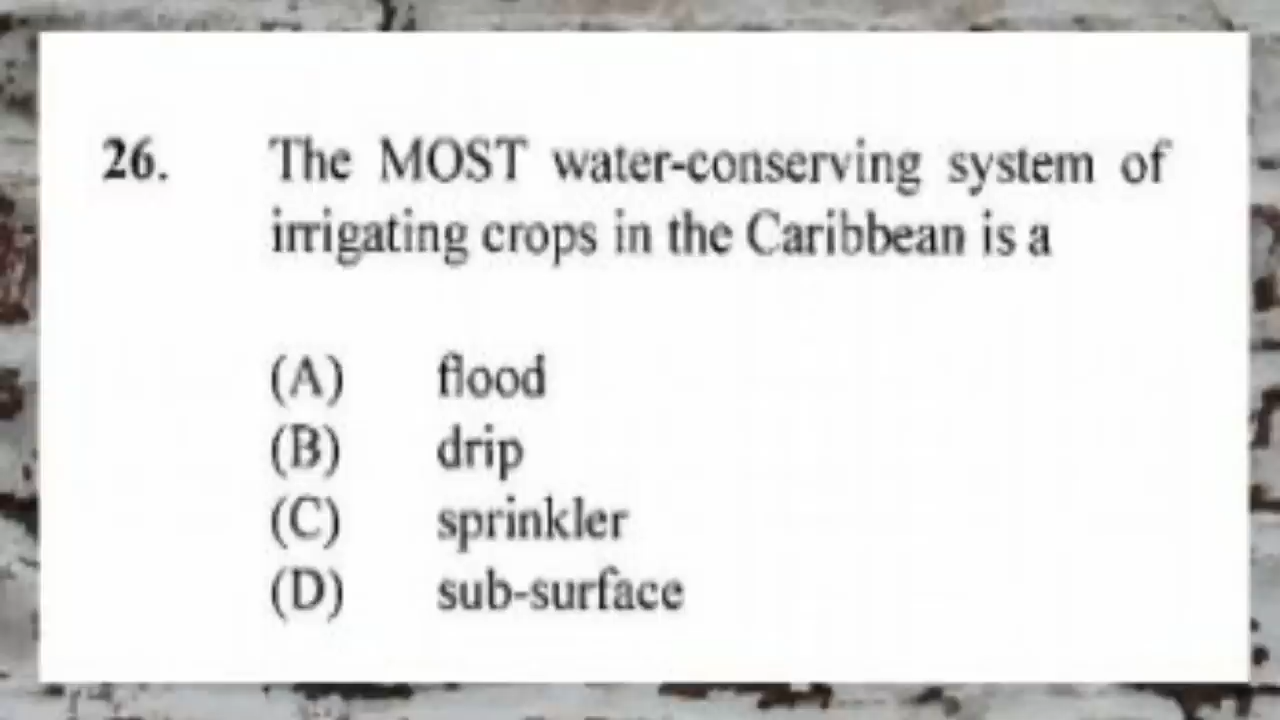 26. The MOST water-conserving system of
irrigating crops in the Caribbean is a
(A) flood
(B) drip
(C) sprinkler
(D) sub-surface